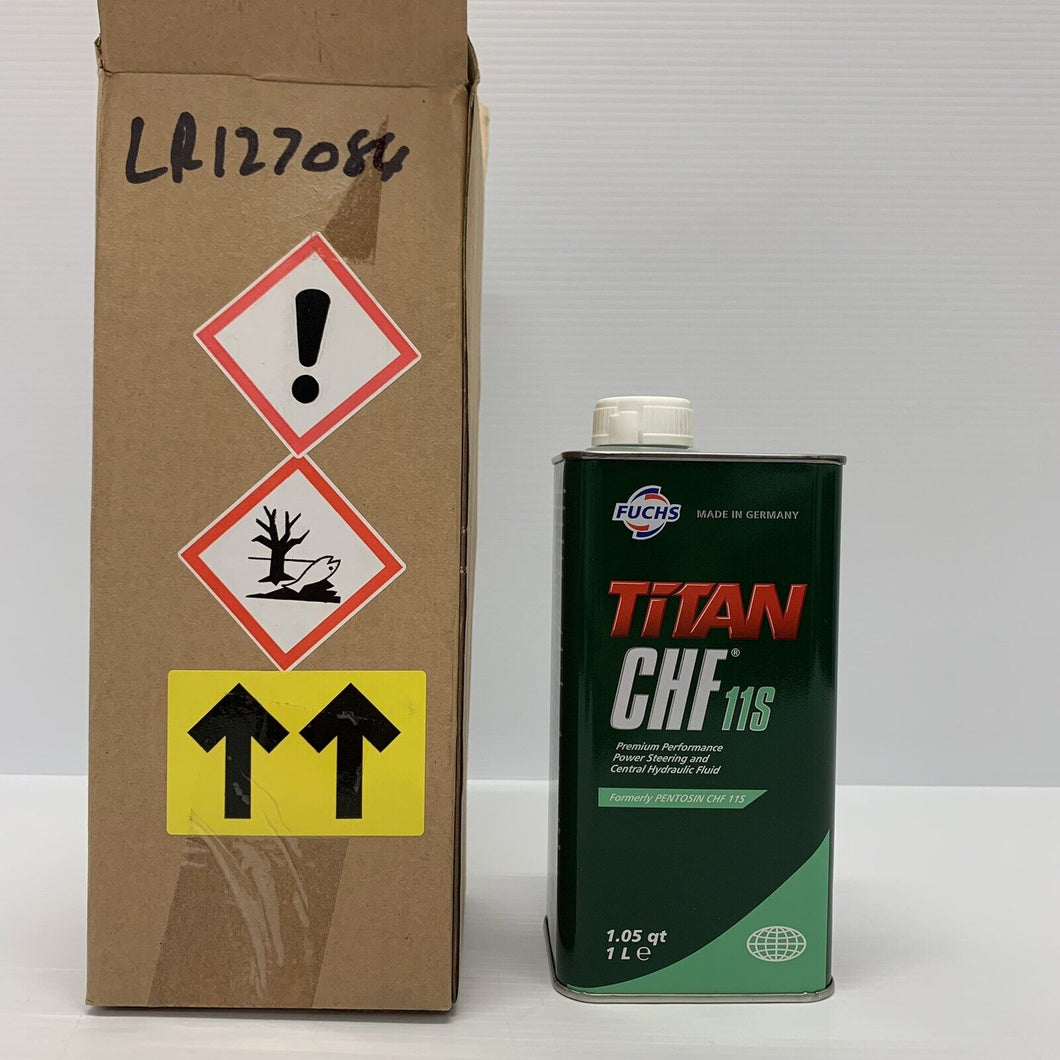 LR127084
FUCHS
MADE IN GERMANY
TiTAN
CHF® 11S
Premium Performance
Power Steering and
Central Hydraulic Fluid
Formerly PENTOSIN CHF 11S
1.05 qt
1 L ℮